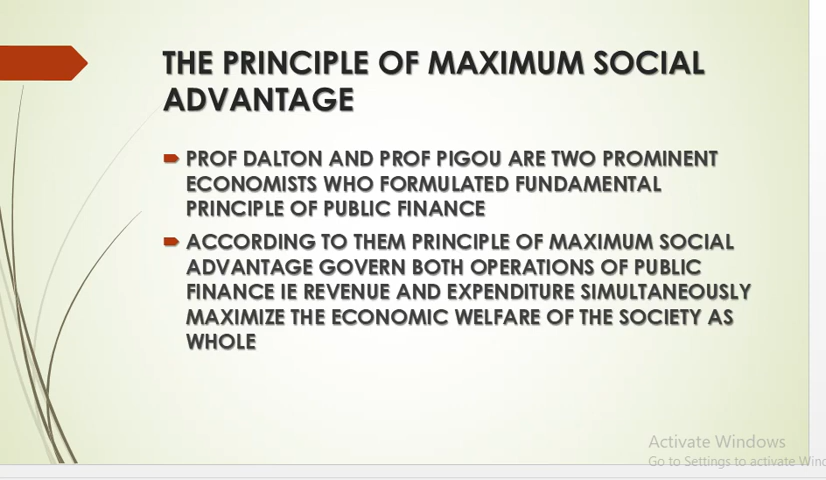 THE PRINCIPLE OF MAXIMUM SOCIAL
ADVANTAGE
PROF DALTON AND PROF PIGOU ARE TWO PROMINENT
ECONOMISTS WHO FORMULATED FUNDAMENTAL
PRINCIPLE OF PUBLIC FINANCE
ACCORDING TO THEM PRINCIPLE OF MAXIMUM SOCIAL
ADVANTAGE GOVERN BOTH OPERATIONS OF PUBLIC
FINANCE IE REVENUE AND EXPENDITURE SIMULTANEOUSLY
MAXIMIZE THE ECONOMIC WELFARE OF THE SOCIETY AS
WHOLE
Activate Windows
Go to Settings to activate